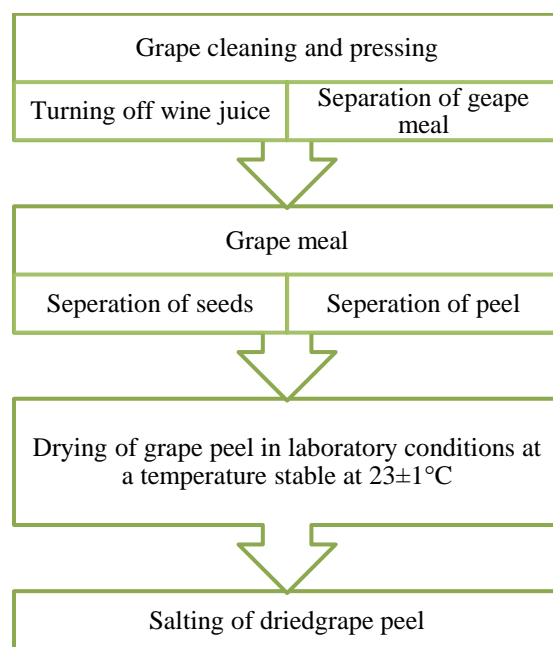 Grape cleaning and pressing
Turning off wine juice
Separation of geape
meal
Grape meal
Seperation of seeds
Seperation of peel
Drying of grape peel in laboratory conditions at
a temperature stable at 23±1°C
Salting of driedgrape peel